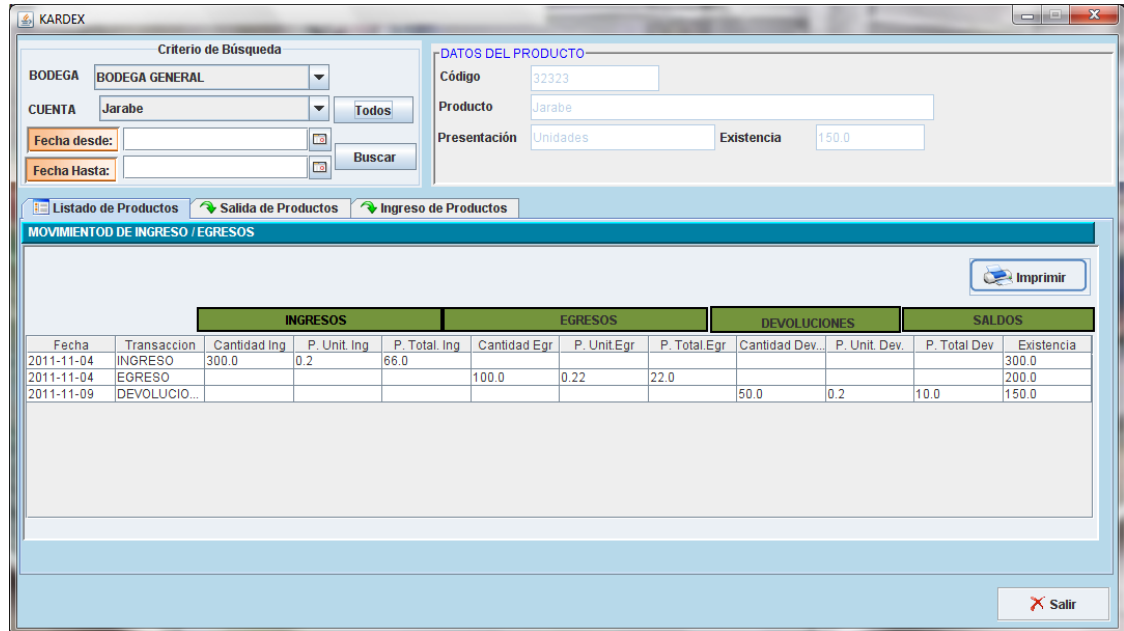 KARDEX
Criterio de Búsqueda
BODEGA BODEGA GENERAL
CUENTA Jarabe Todos
Fecha desde:
Buscar
Fecha Hasta:
DATOS DEL PRODUCTO
Código 32323
Producto Jarabe
Presentación Unidades Existencia 150.0
Listado de Productos Salida de Productos Ingreso de Productos
MOVIMIENTOD DE INGRESO / EGRESOS
Imprimir
INGRESOS EGRESOS DEVOLUCIONES SALDOS
Fecha Transaccion Cantidad Ing P. Unit. Ing P. Total. Ing Cantidad Egr P. Unit.Egr P. Total.Egr Cantidad Dev... P. Unit. Dev. P. Total Dev Existencia
2011-11-04 INGRESO 300.0 0.2 66.0 300.0
2011-11-04 EGRESO 100.0 0.22 22.0 200.0
2011-11-09 DEVOLUCIO... 50.0 0.2 10.0 150.0
Salir